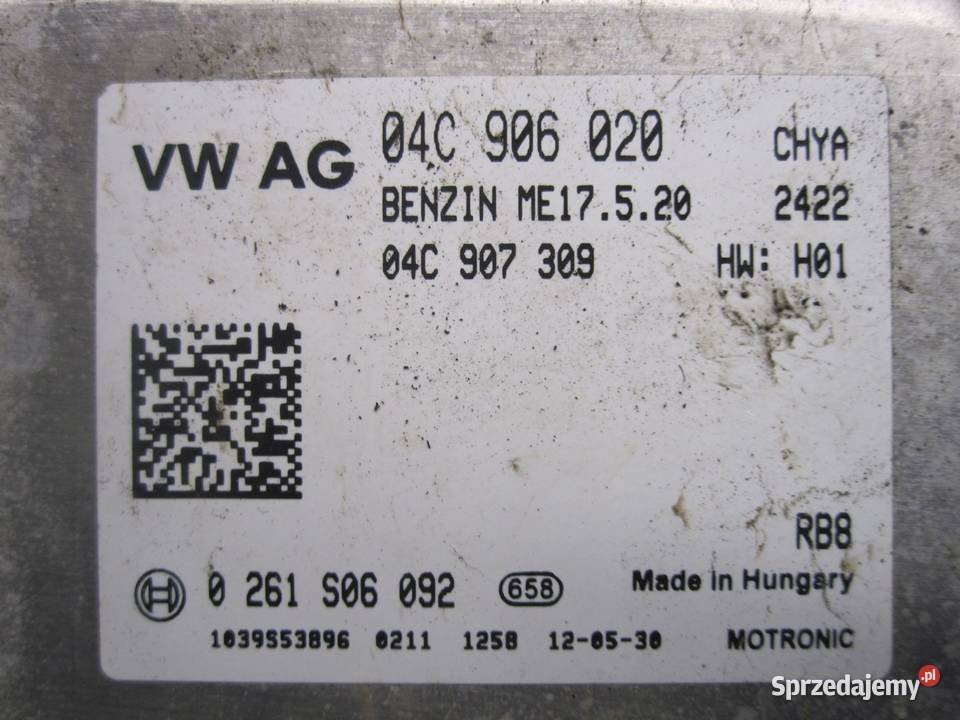 VW AG 04C 906 020 CHYA
BENZIN ME17.5.20 2422
04C 907 309 HW: H01
RB8
0 261 S06 092 658 Made in Hungary
1039S53896 0211 1258 12-05-30 MOTRONIC
Sprzedajemy.pl